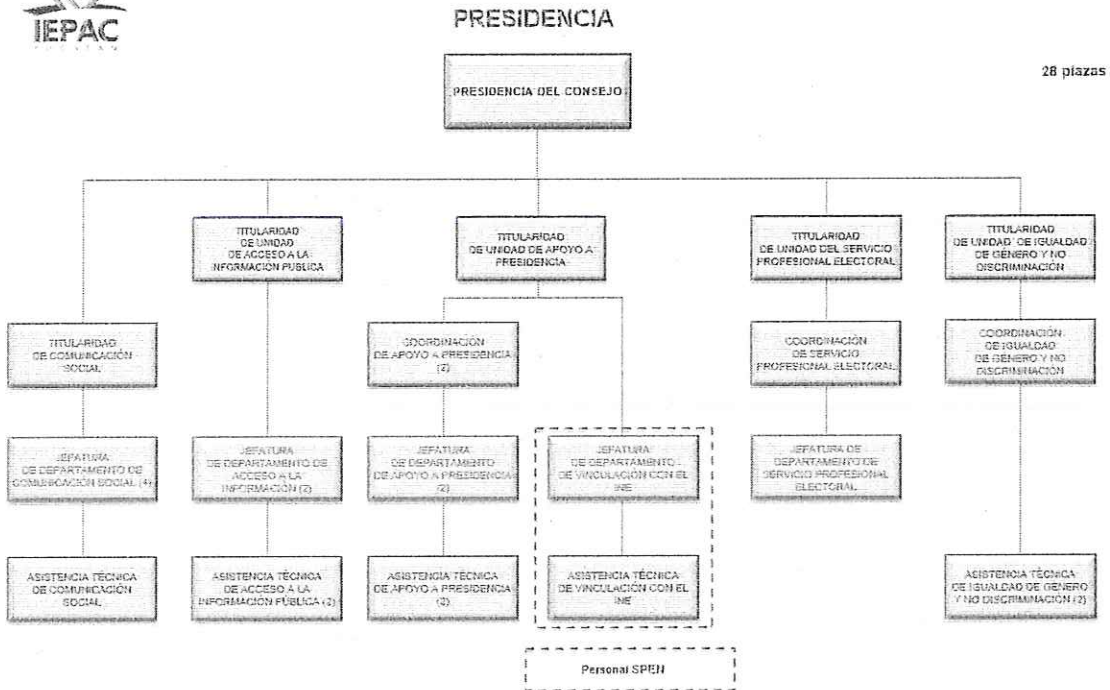 IEPAC
YUCATÁN
PRESIDENCIA
28 plazas
PRESIDENCIA DEL CONSEJO
TITULARIDAD
DE UNIDAD
DE ACCESO A LA
INFORMACIÓN PÚBLICA
TITULARIDAD
DE UNIDAD DE APOYO A
PRESIDENCIA
TITULARIDAD
DE UNIDAD DEL SERVICIO
PROFESIONAL ELECTORAL
TITULARIDAD
DE UNIDAD DE IGUALDAD
DE GÉNERO Y NO
DISCRIMINACIÓN
TITULARIDAD
DE COMUNICACIÓN
SOCIAL
COORDINACIÓN
DE APOYO A PRESIDENCIA
(2)
COORDINACIÓN
DE SERVICIO
PROFESIONAL ELECTORAL
COORDINACIÓN
DE IGUALDAD
DE GÉNERO Y NO
DISCRIMINACIÓN
JEFATURA
DE DEPARTAMENTO DE
COMUNICACIÓN SOCIAL (4)
JEFATURA
DE DEPARTAMENTO DE
ACCESO A LA
INFORMACIÓN (2)
JEFATURA
DE DEPARTAMENTO
DE APOYO A PRESIDENCIA
(2)
JEFATURA
DE DEPARTAMENTO
DE VINCULACIÓN CON EL
INE
JEFATURA DE
DEPARTAMENTO DE
SERVICIO PROFESIONAL
ELECTORAL
ASISTENCIA TÉCNICA
DE COMUNICACIÓN
SOCIAL
ASISTENCIA TÉCNICA
DE ACCESO A LA
INFORMACIÓN PÚBLICA (2)
ASISTENCIA TÉCNICA
DE APOYO A PRESIDENCIA
(2)
ASISTENCIA TÉCNICA
DE VINCULACIÓN CON EL
INE
ASISTENCIA TÉCNICA
DE IGUALDAD DE GÉNERO
Y NO DISCRIMINACIÓN (2)
Personal SPEN